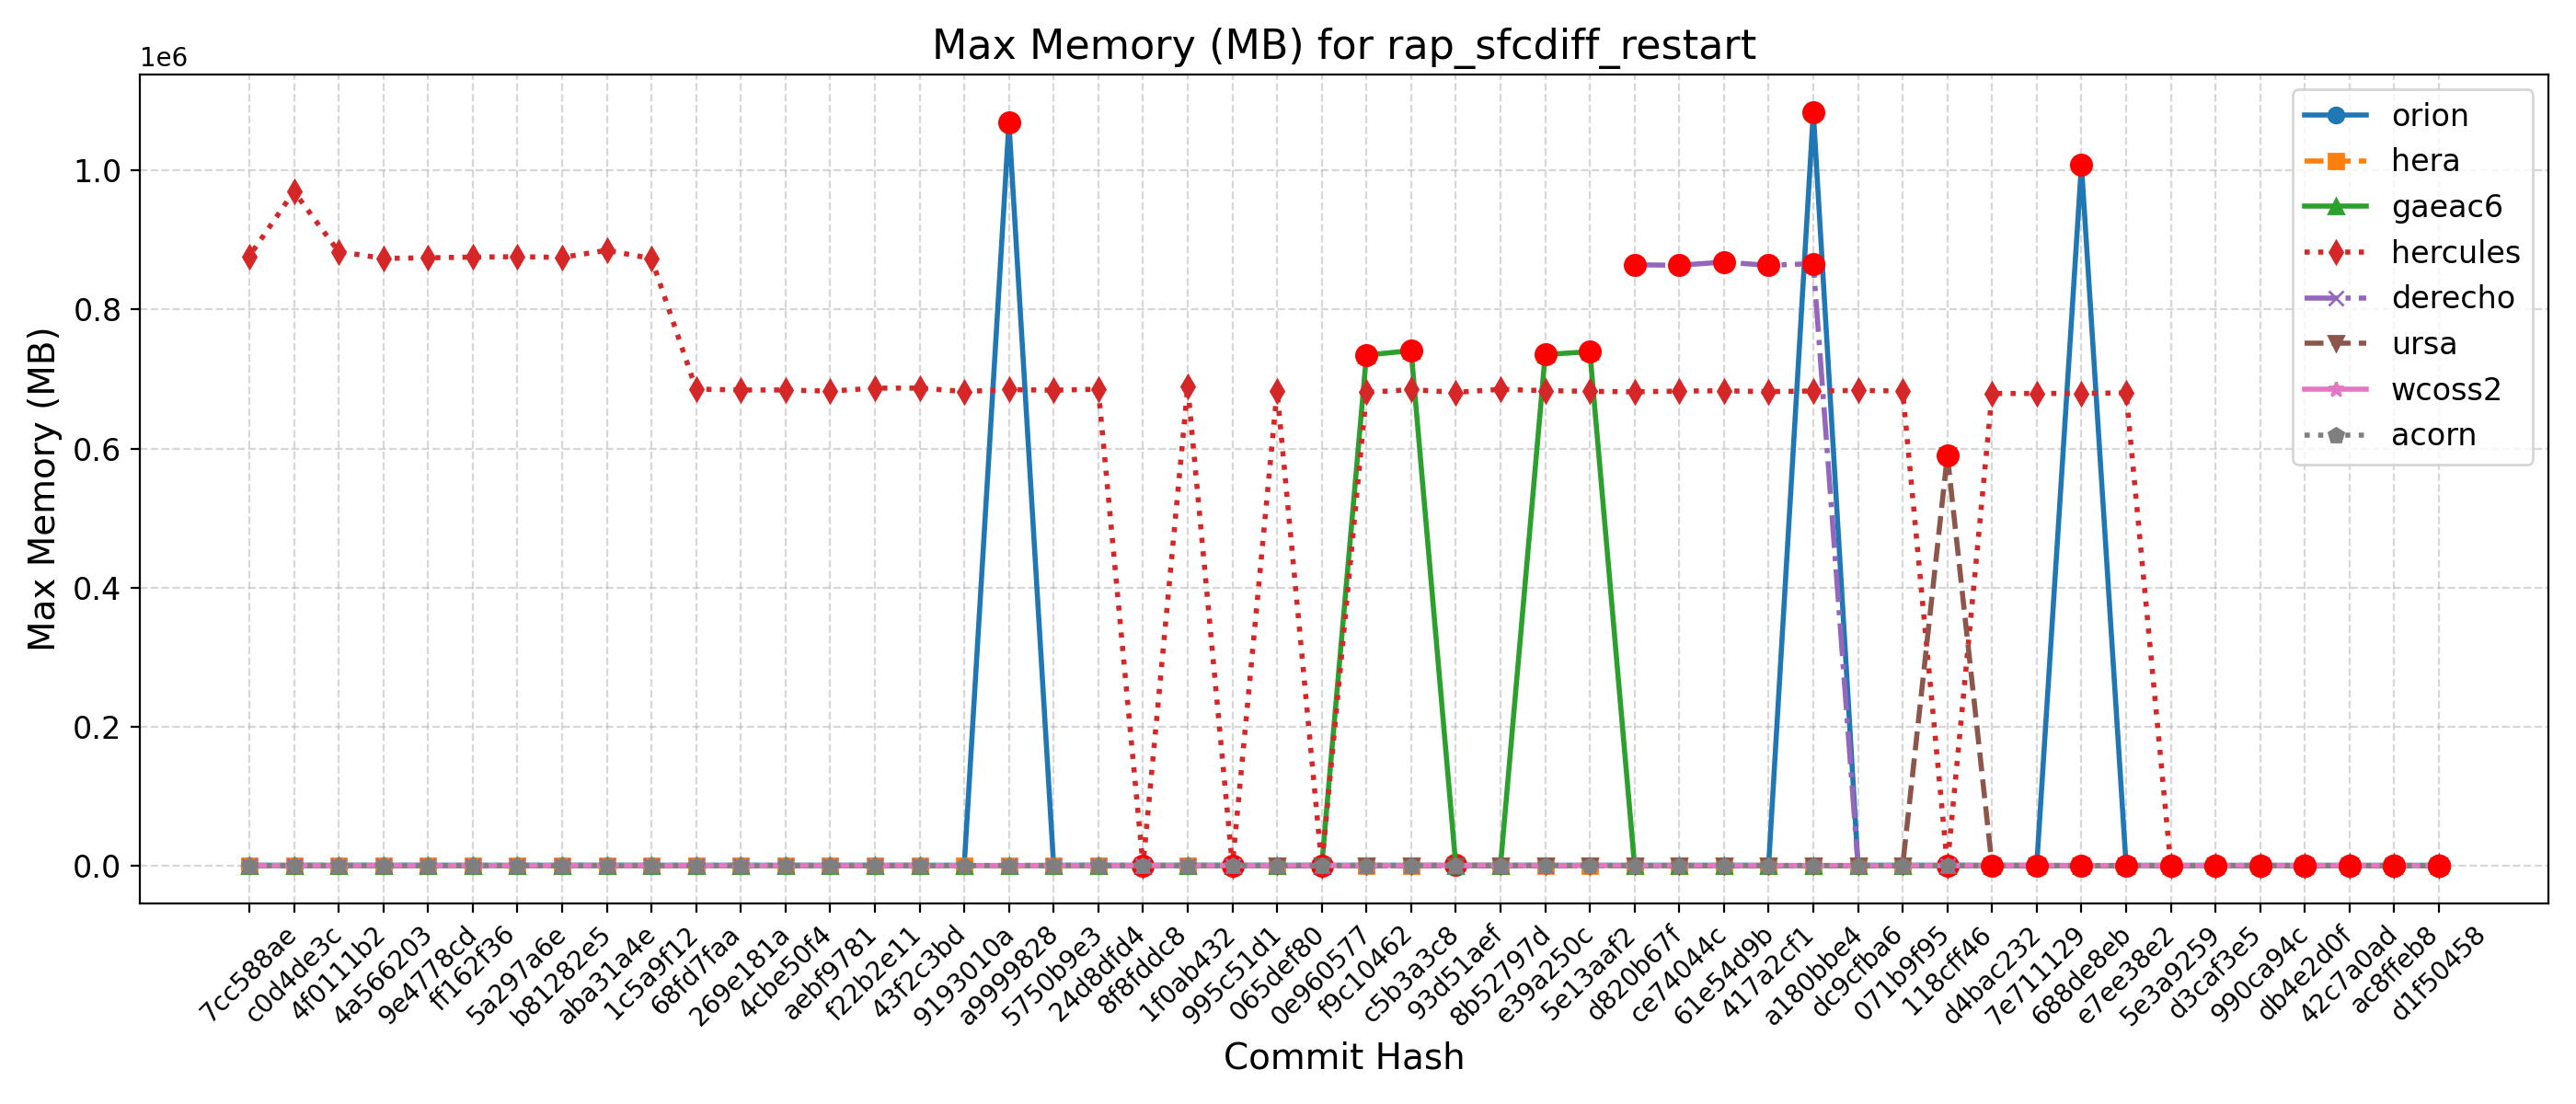 Max Memory (MB) for rap_sfcdiff_restart
1e6
1.0
0.8
0.6
0.4
0.2
0.0
Max Memory (MB)
orion
hera
gaeac6
hercules
derecho
ursa
wcoss2
acorn
7cc588ae
c0d4de3c
4f0111b2
4a566203
9e4778cd
ff162f36
5a297a6e
b81282e5
aba31a4e
1c5a9f12
68fd7faa
269e181a
4cbe50f4
aebf9781
f22b2e11
43f2c3bd
9193010a
a9999828
5750b9e3
24d8dfd4
8f8fddc8
1f0ab432
995c51d1
065def80
0e960577
f9c10462
c5b3a3c8
93d51aef
8b52797d
e39a250c
5e13aaf2
d820b67f
ce74044c
61e54d9b
417a2cf1
a180bbe4
dc9cfba6
071b9f95
118cff46
d4bac232
7e711129
688de8eb
e7ee38e2
5e3a9259
d3caf3e5
990ca94c
db4e2d0f
42c7a0ad
ac8ffeb8
d1f50458
Commit Hash